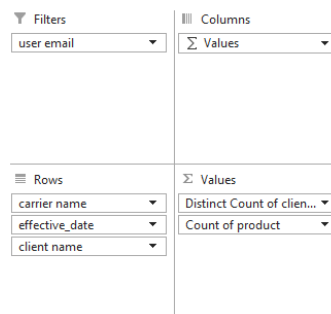 Filters
user email
Columns
Σ Values
Rows
carrier name
effective_date
client name
Σ Values
Distinct Count of clien...
Count of product